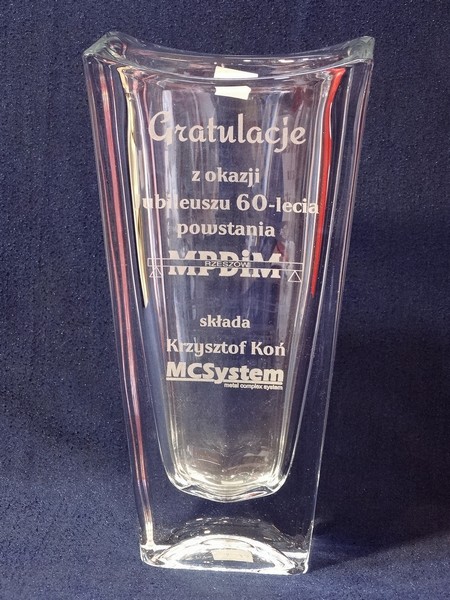 Gratulacje
z okazji
jubileuszu 60-lecia
powstania
MPDiM
RZESZÓW
składa
Krzysztof Koń
MCSystem
metal complex system